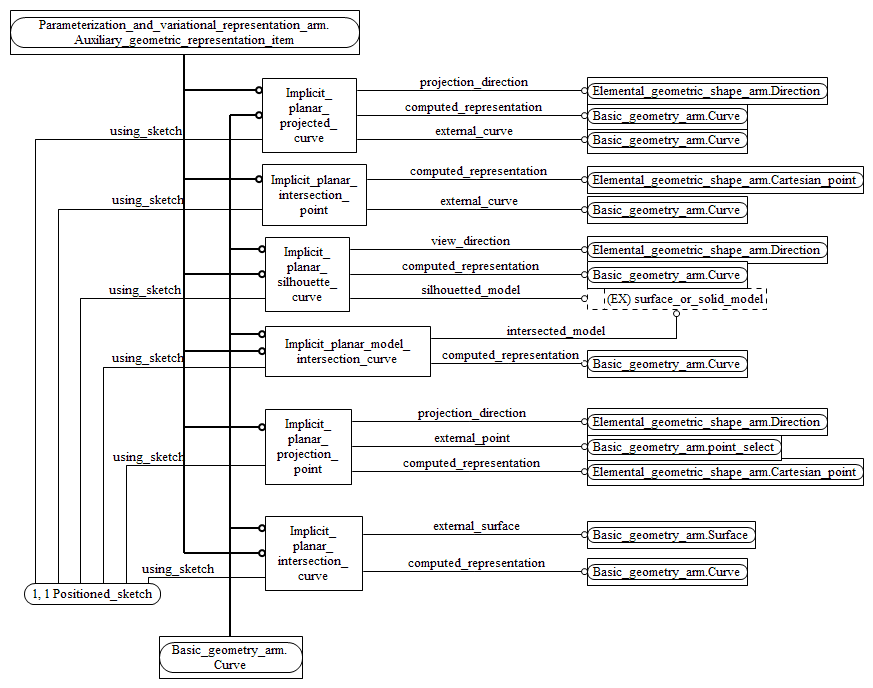 Parameterization_and_variational_representation_arm.
Auxiliary_geometric_representation_item
Implicit_
planar_
projected_
curve
using_sketch
projection_direction
Elemental_geometric_shape_arm.Direction
computed_representation
Basic_geometry_arm.Curve
external_curve
Basic_geometry_arm.Curve
Implicit_planar_
intersection_
point
using_sketch
computed_representation
Elemental_geometric_shape_arm.Cartesian_point
external_curve
Basic_geometry_arm.Curve
Implicit_
planar_
silhouette_
curve
using_sketch
view_direction
Elemental_geometric_shape_arm.Direction
computed_representation
Basic_geometry_arm.Curve
silhouetted_model
(EX) surface_or_solid_model
Implicit_planar_model_
intersection_curve
using_sketch
intersected_model
computed_representation
Basic_geometry_arm.Curve
Implicit_
planar_
projection_
point
using_sketch
projection_direction
Elemental_geometric_shape_arm.Direction
external_point
Basic_geometry_arm.point_select
computed_representation
Elemental_geometric_shape_arm.Cartesian_point
Implicit_
planar_
intersection_
curve
using_sketch
external_surface
Basic_geometry_arm.Surface
computed_representation
Basic_geometry_arm.Curve
1, 1 Positioned_sketch
Basic_geometry_arm.
Curve